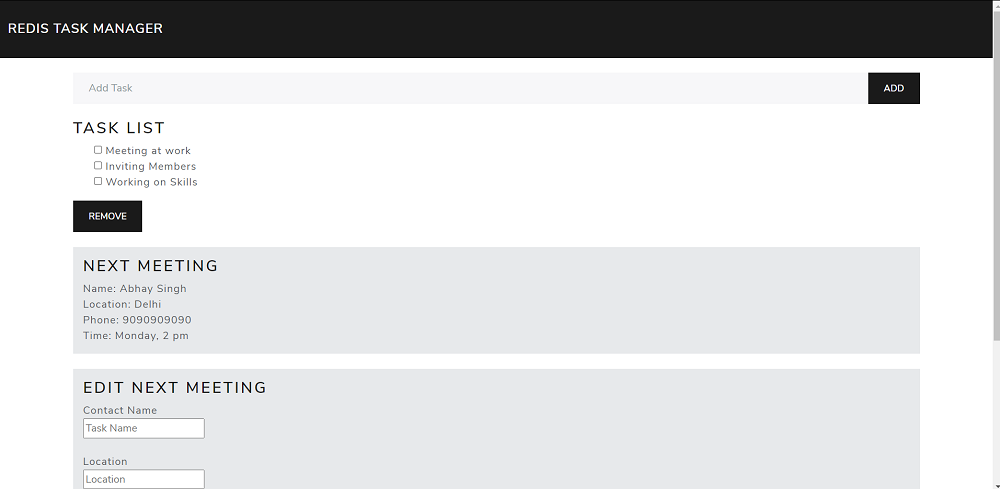 REDIS TASK MANAGER
Add Task
ADD
TASK LIST
Meeting at work
Inviting Members
Working on Skills
REMOVE
NEXT MEETING
Name: Abhay Singh
Location: Delhi
Phone: 9090909090
Time: Monday, 2 pm
EDIT NEXT MEETING
Contact Name
Task Name
Location
Location